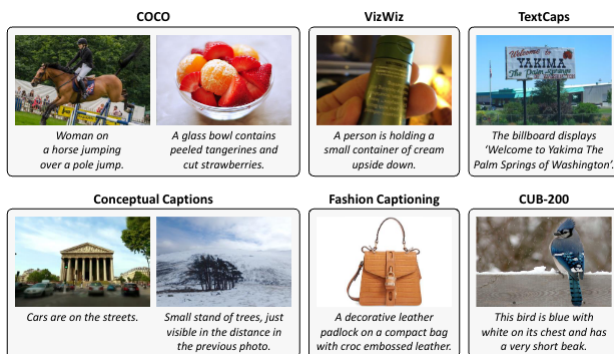 COCO
VizWiz
TextCaps
Welcome to
YAKIMA
The Palm Springs
Woman on
a horse jumping
over a pole jump.
A glass bowl contains
peeled tangerines and
cut strawberries.
A person is holding a
small container of cream
upside down.
The billboard displays
'Welcome to Yakima The
Palm Springs of Washington'.
Conceptual Captions
Fashion Captioning
CUB-200
Cars are on the streets.
Small stand of trees, just
visible in the distance in
the previous photo.
A decorative leather
padlock on a compact bag
with croc embossed leather.
This bird is blue with
white on its chest and has
a very short beak.